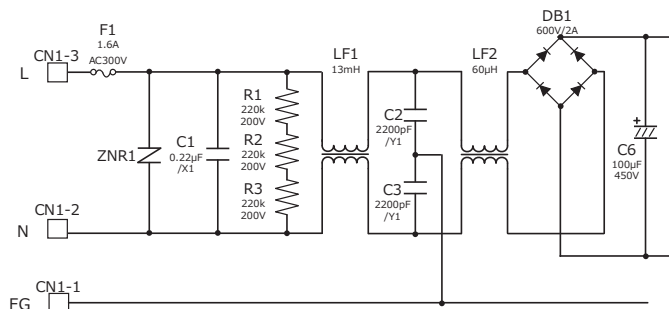 F1
1.6A
AC300V
CN1-3
L
ZNR1
C1
0.22μF
/X1
R1
220k
200V
R2
220k
200V
R3
220k
200V
LF1
13mH
C2
2200pF
/Y1
C3
2200pF
/Y1
LF2
60μH
DB1
600V/2A
+
C6
100μF
450V
CN1-2
N
CN1-1
FG